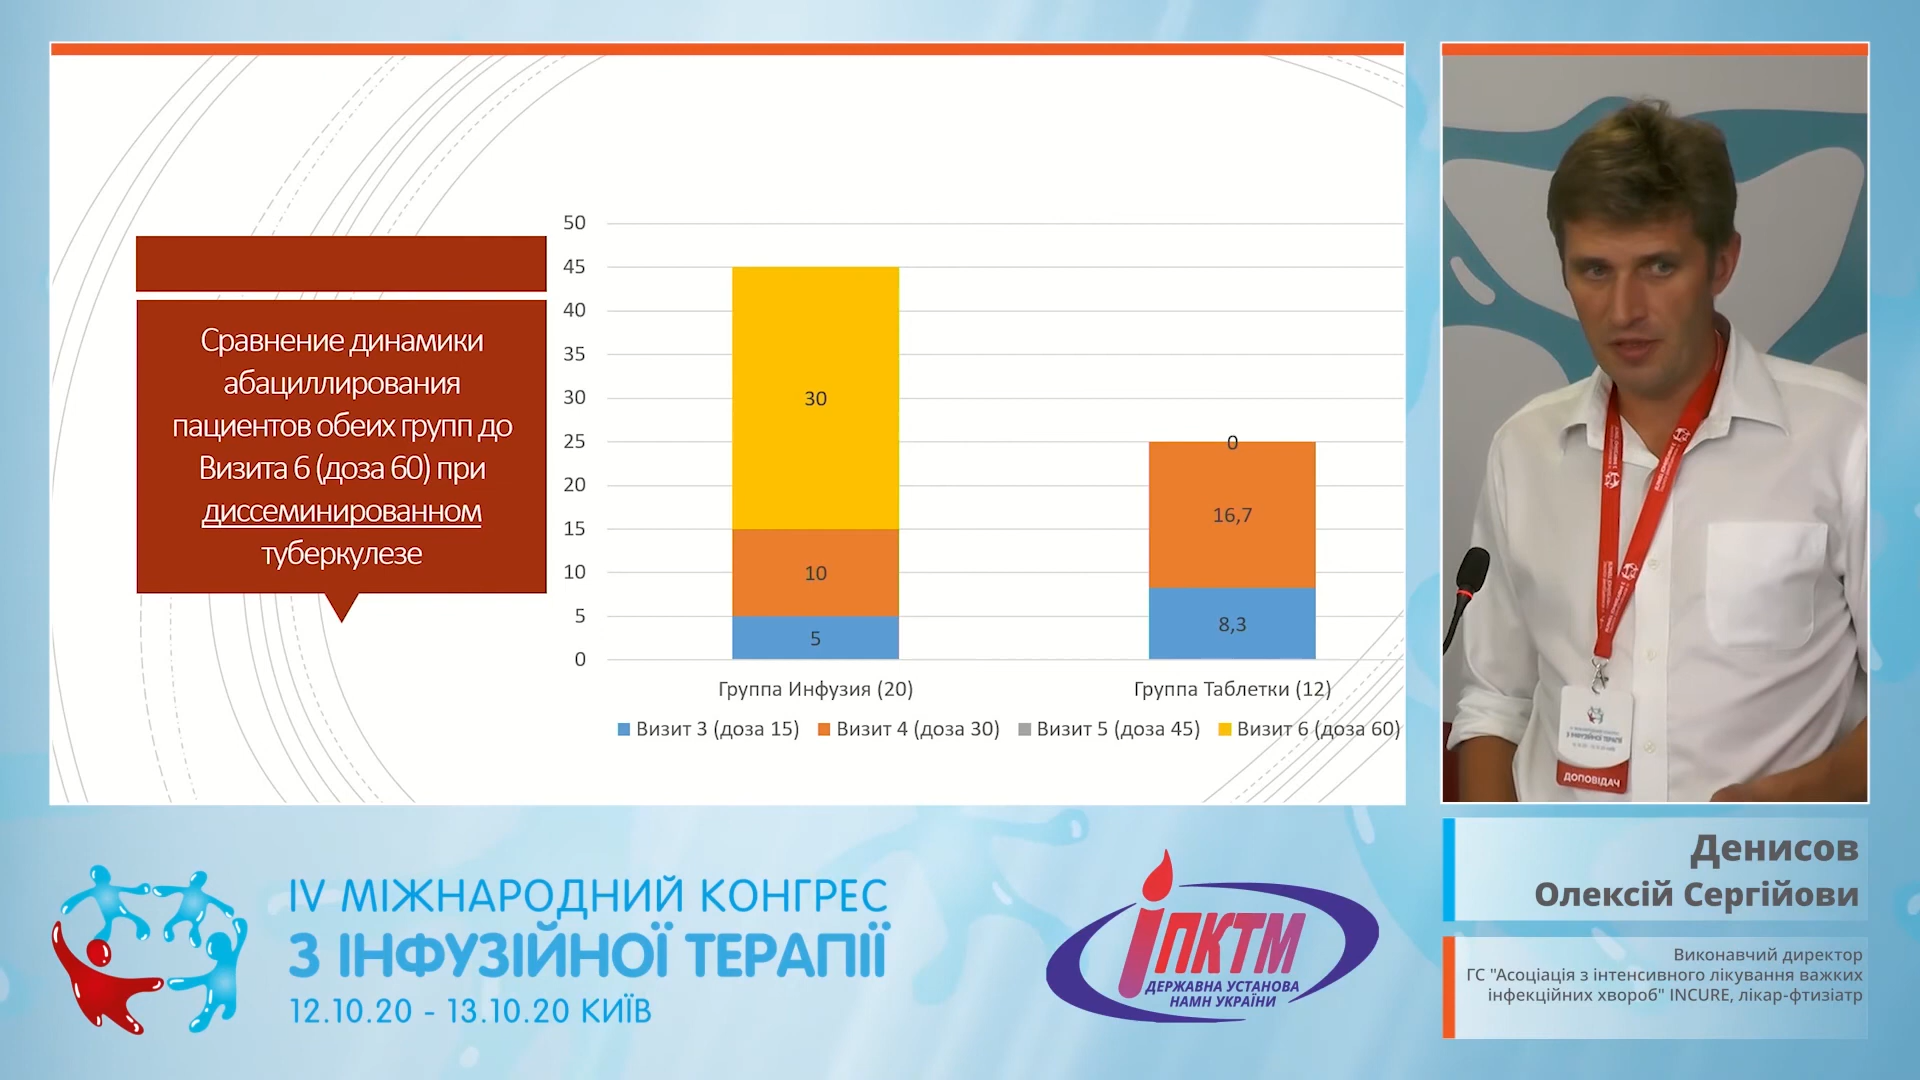 Сравнение динамики
абациллирования
пациентов обеих групп до
Визита 6 (доза 60) при
диссеминированном
туберкулезе
50
45
40
35
30
25
20
15
10
5
0
30
10
5
0
16,7
8,3
Группа Инфузия (20)
Группа Таблетки (12)
Визит 3 (доза 15) Визит 4 (доза 30) Визит 5 (доза 45) Визит 6 (доза 60)
ДОПОВІДАЧ
Денисов
Олексій Сергійови
Виконавчий директор
ГС "Асоціація з інтенсивного лікування важких
інфекційних хвороб" INCURE, лікар-фтизіатр
IV МІЖНАРОДНИЙ КОНГРЕС
З ІНФУЗІЙНОЇ ТЕРАПІЇ
12.10.20 - 13.10.20 КИЇВ
ІПКТМ
ДЕРЖАВНА УСТАНОВА
НАМН УКРАЇНИ